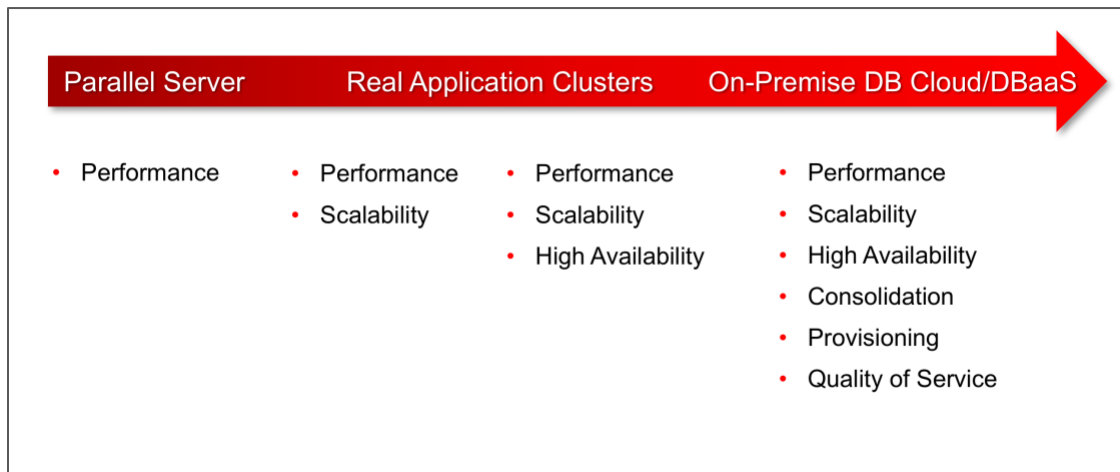 Parallel Server
Real Application Clusters
On-Premise DB Cloud/DBaaS
• Performance
• Performance
• Scalability
• Performance
• Scalability
• High Availability
• Performance
• Scalability
• High Availability
• Consolidation
• Provisioning
• Quality of Service